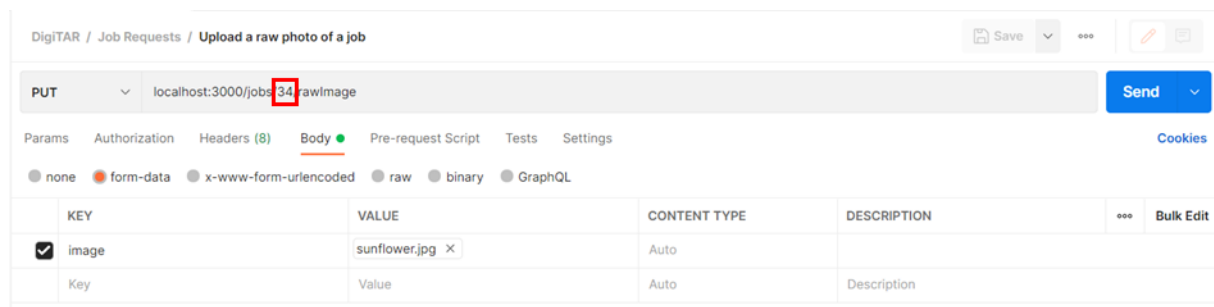 DigiTAR / Job Requests / Upload a raw photo of a job
Save
PUT
localhost:3000/jobs/34/rawImage
Send
Params Authorization Headers (8) Body Pre-request Script Tests Settings
Cookies
none form-data x-www-form-urlencoded raw binary GraphQL
KEY VALUE CONTENT TYPE DESCRIPTION Bulk Edit
image sunflower.jpg Auto
Key Value Auto Description